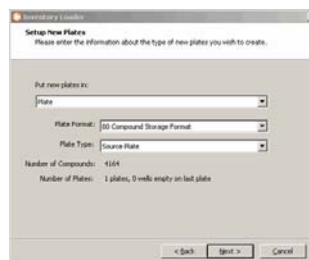 Inventory Loader
Setup New Plates
Please enter the information about the type of new plates you wish to create.
Put new plates in:
Plate
Plate Format: 80 Compound Storage Format
Plate Type: Source Plate
Number of Compounds: 4164
Number of Plates: 1 plates, 0 wells empty on last plate
< Back Next > Cancel